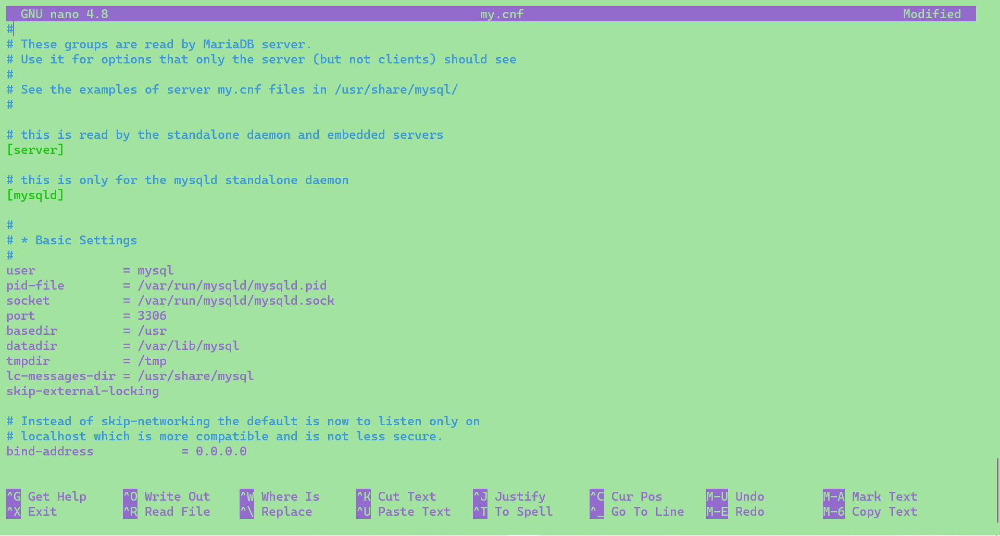 GNU nano 4.8 my.cnf Modified
#
# These groups are read by MariaDB server.
# Use it for options that only the server (but not clients) should see
#
# See the examples of server my.cnf files in /usr/share/mysql/
#
# this is read by the standalone daemon and embedded servers
[server]
# this is only for the mysqld standalone daemon
[mysqld]
#
# * Basic Settings
#
user            = mysql
pid-file        = /var/run/mysqld/mysqld.pid
socket          = /var/run/mysqld/mysqld.sock
port            = 3306
basedir         = /usr
datadir         = /var/lib/mysql
tmpdir          = /tmp
lc-messages-dir = /usr/share/mysql
skip-external-locking
# Instead of skip-networking the default is now to listen only on
# localhost which is more compatible and is not less secure.
bind-address            = 0.0.0.0
^G Get Help ^O Write Out ^W Where Is ^K Cut Text ^J Justify ^C Cur Pos M-U Undo M-A Mark Text
^X Exit ^R Read File ^\ Replace ^U Paste Text ^T To Spell ^_ Go To Line M-E Redo M-6 Copy Text